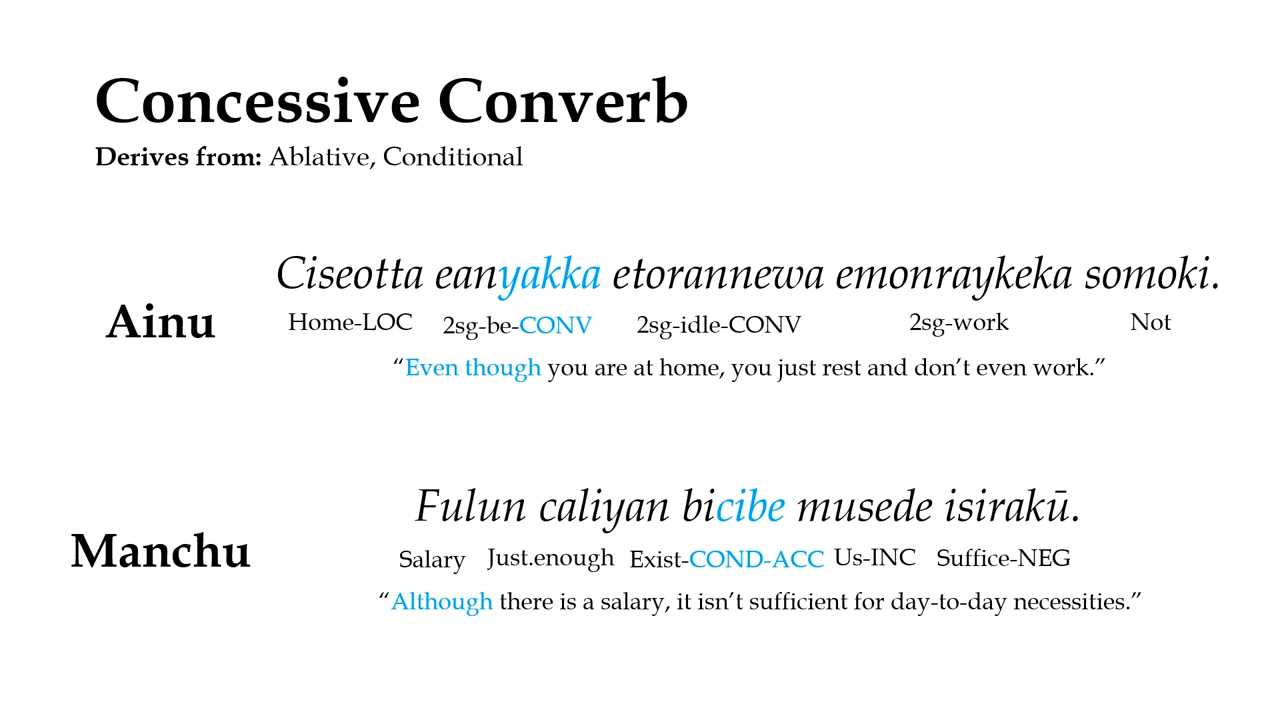 Concessive Converb
Derives from: Ablative, Conditional
Ciseotta eanyakka etorannewa emonraykeka somoki.
Ainu
Home-LOC 2sg-be-CONV 2sg-idle-CONV 2sg-work Not
“Even though you are at home, you just rest and don’t even work.”
Fulun caliyan bicibe musede isirakū.
Manchu
Salary Just.enough Exist-COND-ACC Us-INC Suffice-NEG
“Although there is a salary, it isn’t sufficient for day-to-day necessities.”